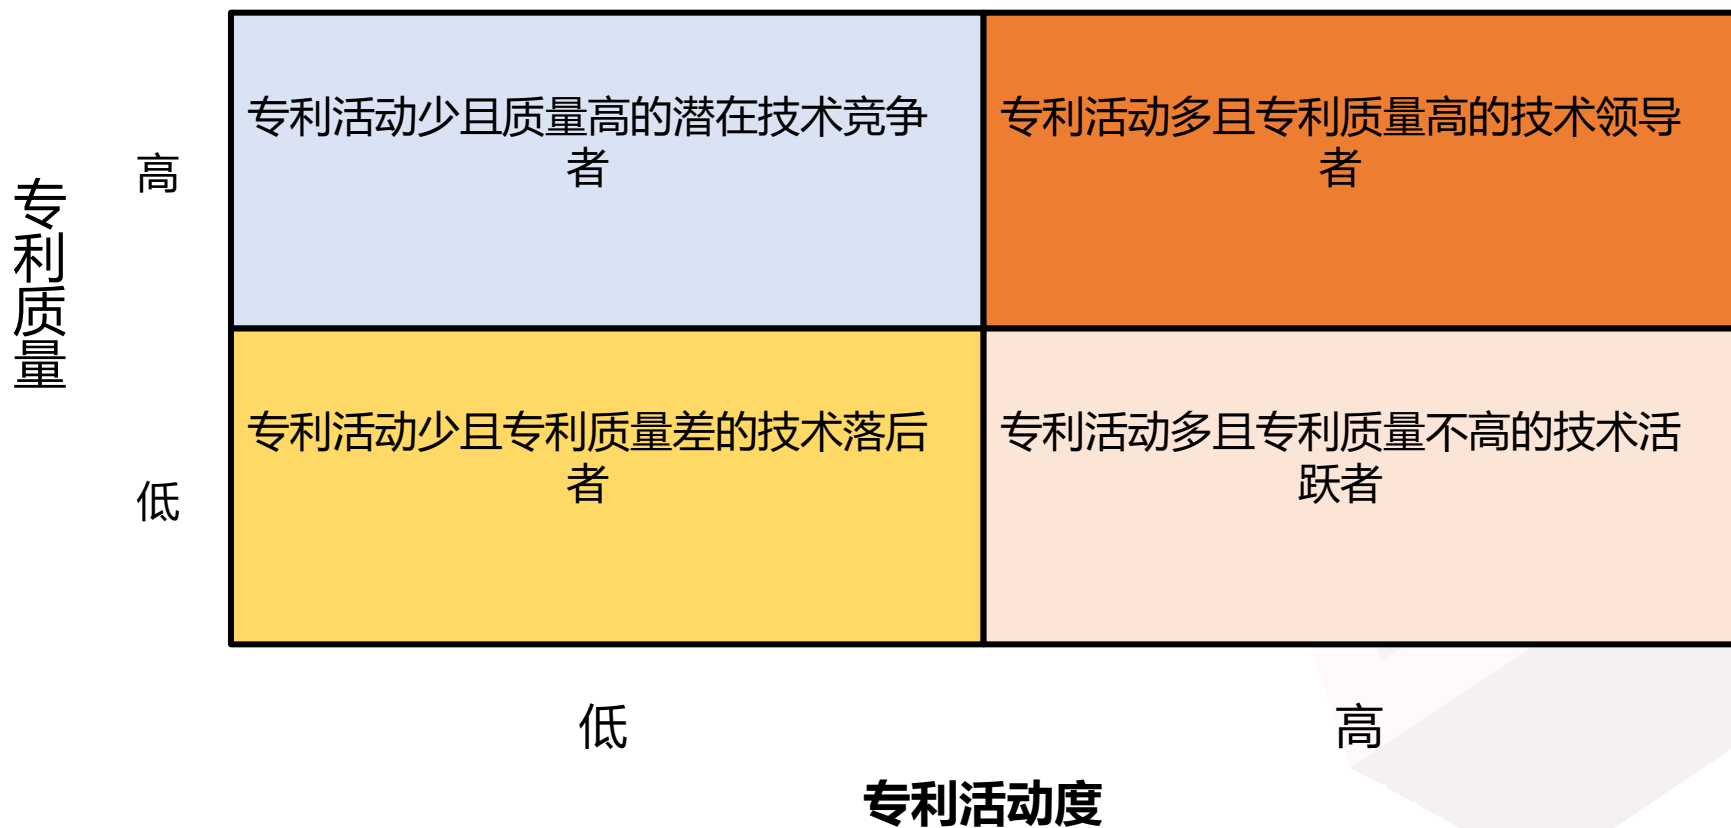 专利质量
高
专利活动少且质量高的潜在技术竞争
者
专利活动多且专利质量高的技术领导
者
低
专利活动少且专利质量差的技术落后
者
专利活动多且专利质量不高的技术活
跃者
低
高
专利活动度